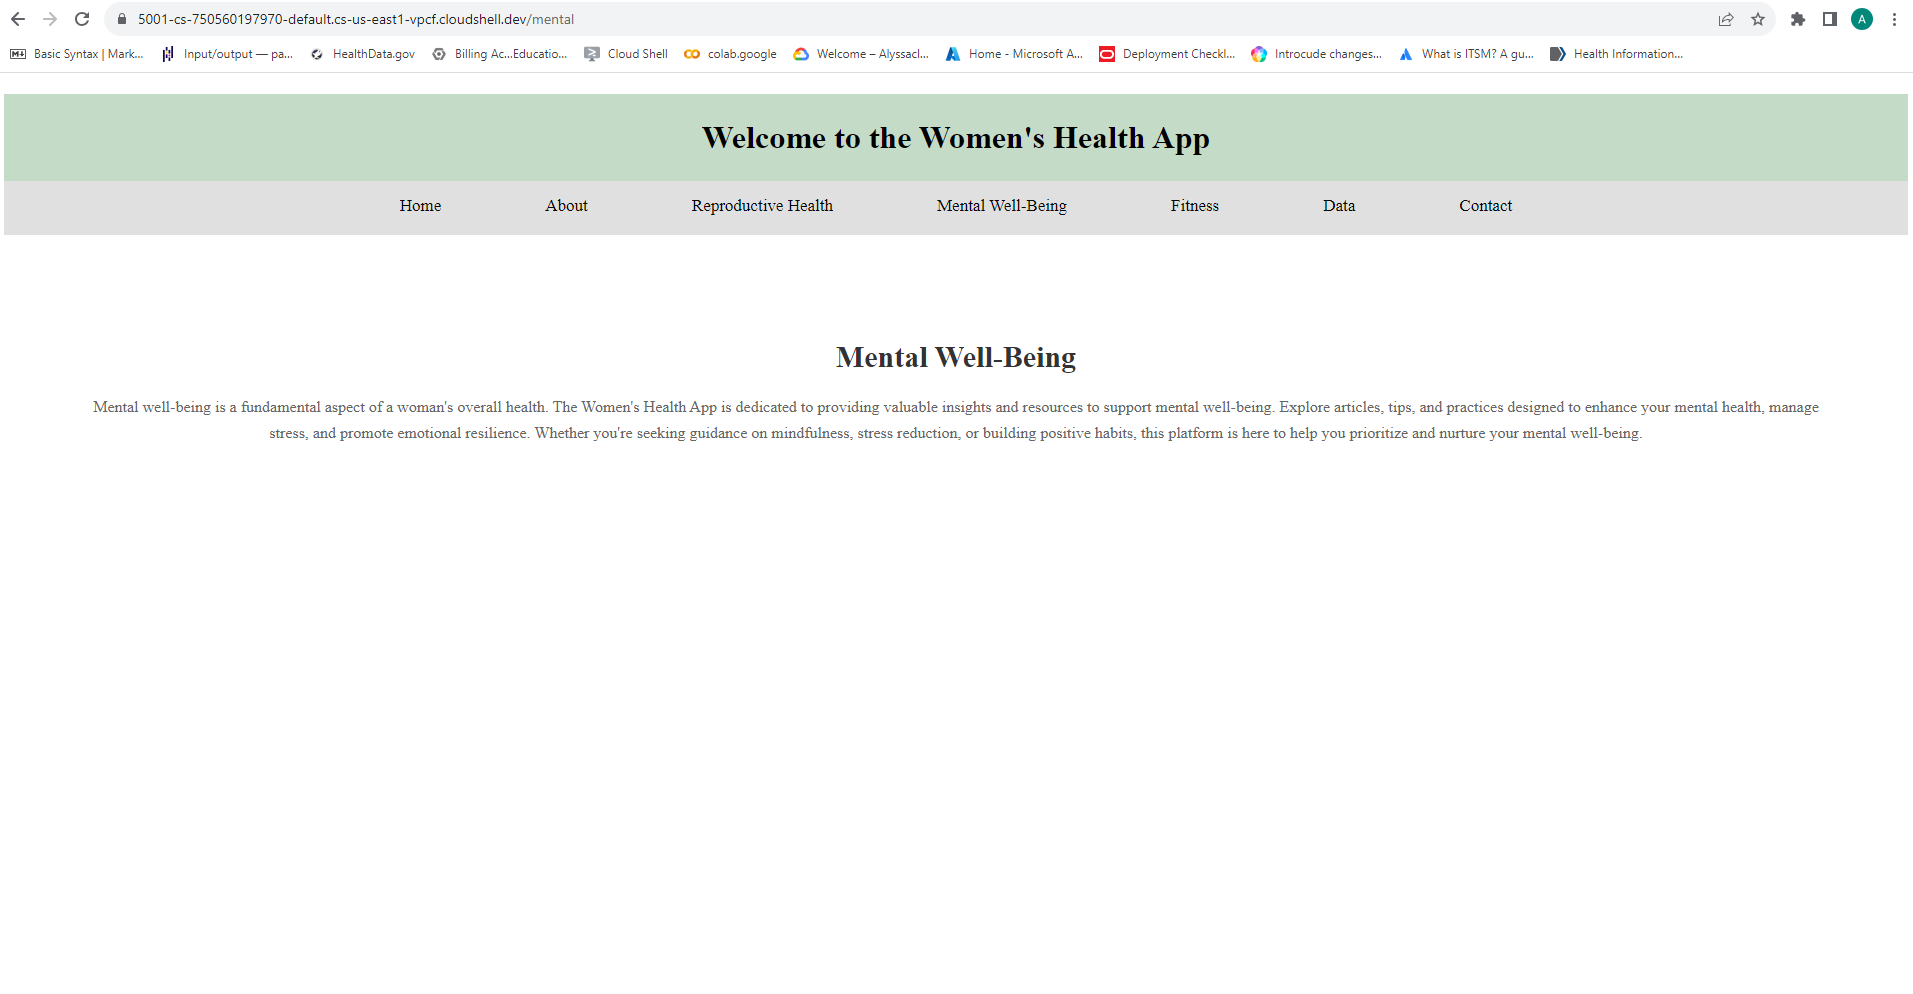 5001-cs-750560197970-default.cs-us-east1-vpcf.cloudshell.dev/mental
A
Basic Syntax | Mark... Input/output — pa... HealthData.gov Billing Ac...Educatio... Cloud Shell colab.google Welcome – Alyssacl... Home - Microsoft A... Deployment Checkl... Introcude changes... What is ITSM? A gu... Health Information...
Welcome to the Women's Health App
Home About Reproductive Health Mental Well-Being Fitness Data Contact
Mental Well-Being
Mental well-being is a fundamental aspect of a woman's overall health. The Women's Health App is dedicated to providing valuable insights and resources to support mental well-being. Explore articles, tips, and practices designed to enhance your mental health, manage
stress, and promote emotional resilience. Whether you're seeking guidance on mindfulness, stress reduction, or building positive habits, this platform is here to help you prioritize and nurture your mental well-being.